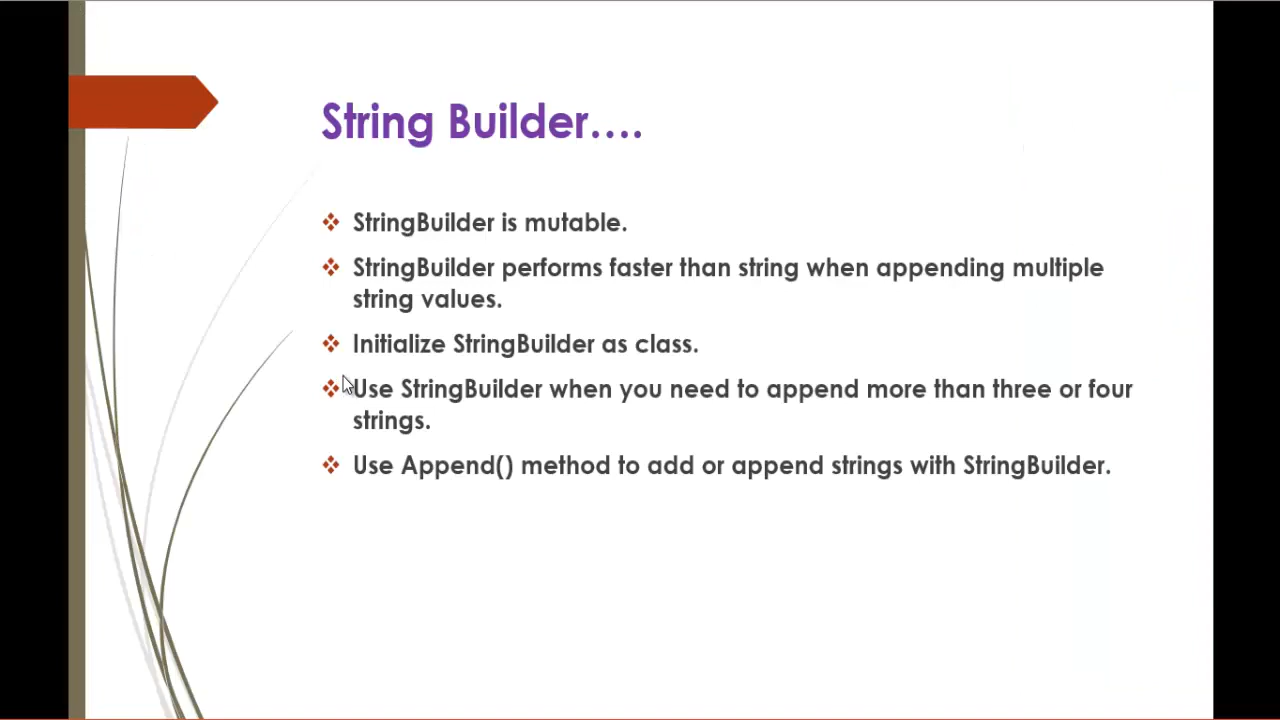 String Builder....
StringBuilder is mutable.
StringBuilder performs faster than string when appending multiple
string values.
Initialize StringBuilder as class.
Use StringBuilder when you need to append more than three or four
strings.
Use Append() method to add or append strings with StringBuilder.